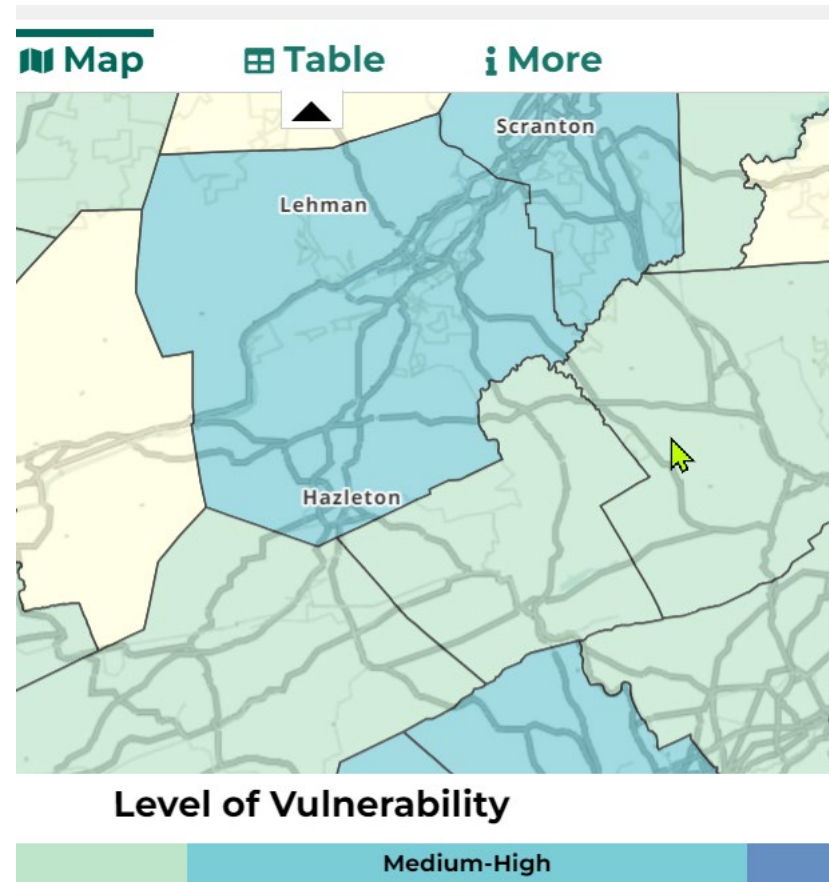 Map Table More
Scranton
Lehman
Hazleton
Level of Vulnerability
Medium-High